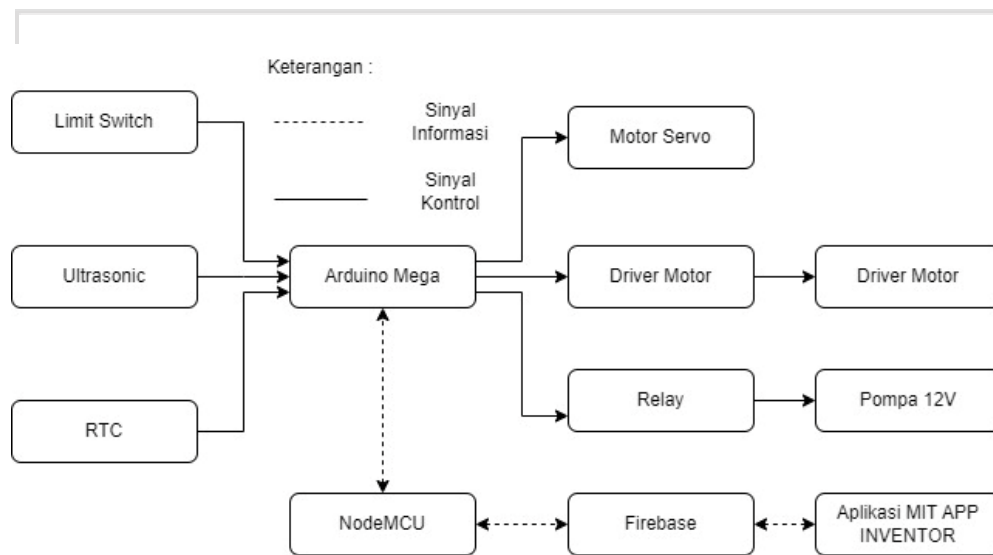 Keterangan :
Sinyal
Informasi
Sinyal
Kontrol
Limit Switch
Motor Servo
Ultrasonic
Arduino Mega
Driver Motor
Driver Motor
RTC
Relay
Pompa 12V
NodeMCU
Firebase
Aplikasi MIT APP
INVENTOR